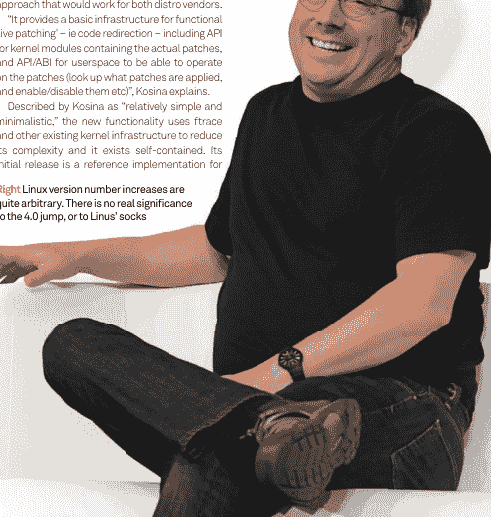 approach that would work for both distro vendors.
"It provides a basic infrastructure for functional
live patching' – ie code redirection – including API
for kernel modules containing the actual patches,
and API/ABI for userspace to be able to operate
on the patches (look up what patches are applied,
and enable/disable them etc)", Kosina explains.
Described by Kosina as "relatively simple and
minimalistic," the new functionality uses ftrace
and other existing kernel infrastructure to reduce
its complexity and it exists self-contained. Its
initial release is a reference implementation for
Right Linux version number increases are
quite arbitrary. There is no real significance
to the 4.0 jump, or to Linus' socks